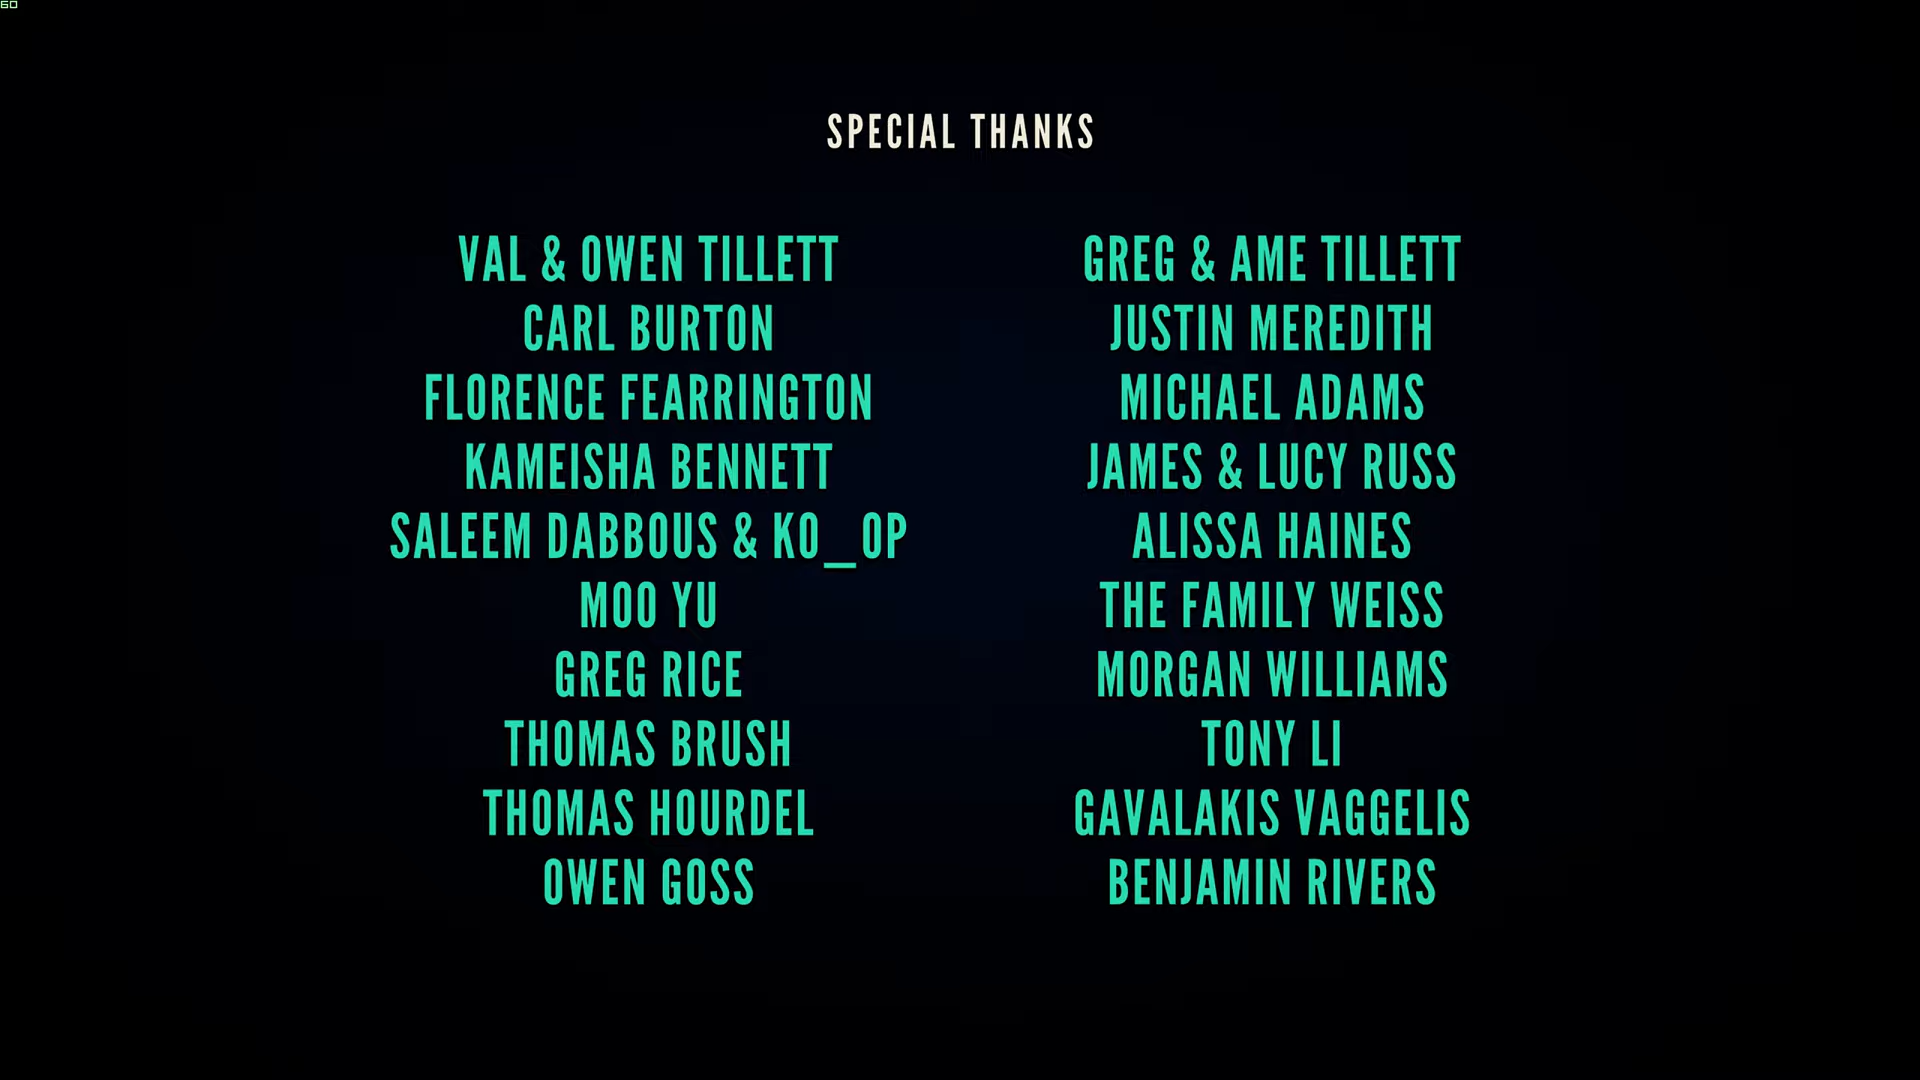 60
SPECIAL THANKS
VAL & OWEN TILLETT
CARL BURTON
FLORENCE FEARRINGTON
KAMEISHA BENNETT
SALEEM DABBOUS & KO_OP
MOO YU
GREG RICE
THOMAS BRUSH
THOMAS HOURDEL
OWEN GOSS
GREG & AME TILLETT
JUSTIN MEREDITH
MICHAEL ADAMS
JAMES & LUCY RUSS
ALISSA HAINES
THE FAMILY WEISS
MORGAN WILLIAMS
TONY LI
GAVALAKIS VAGGELIS
BENJAMIN RIVERS